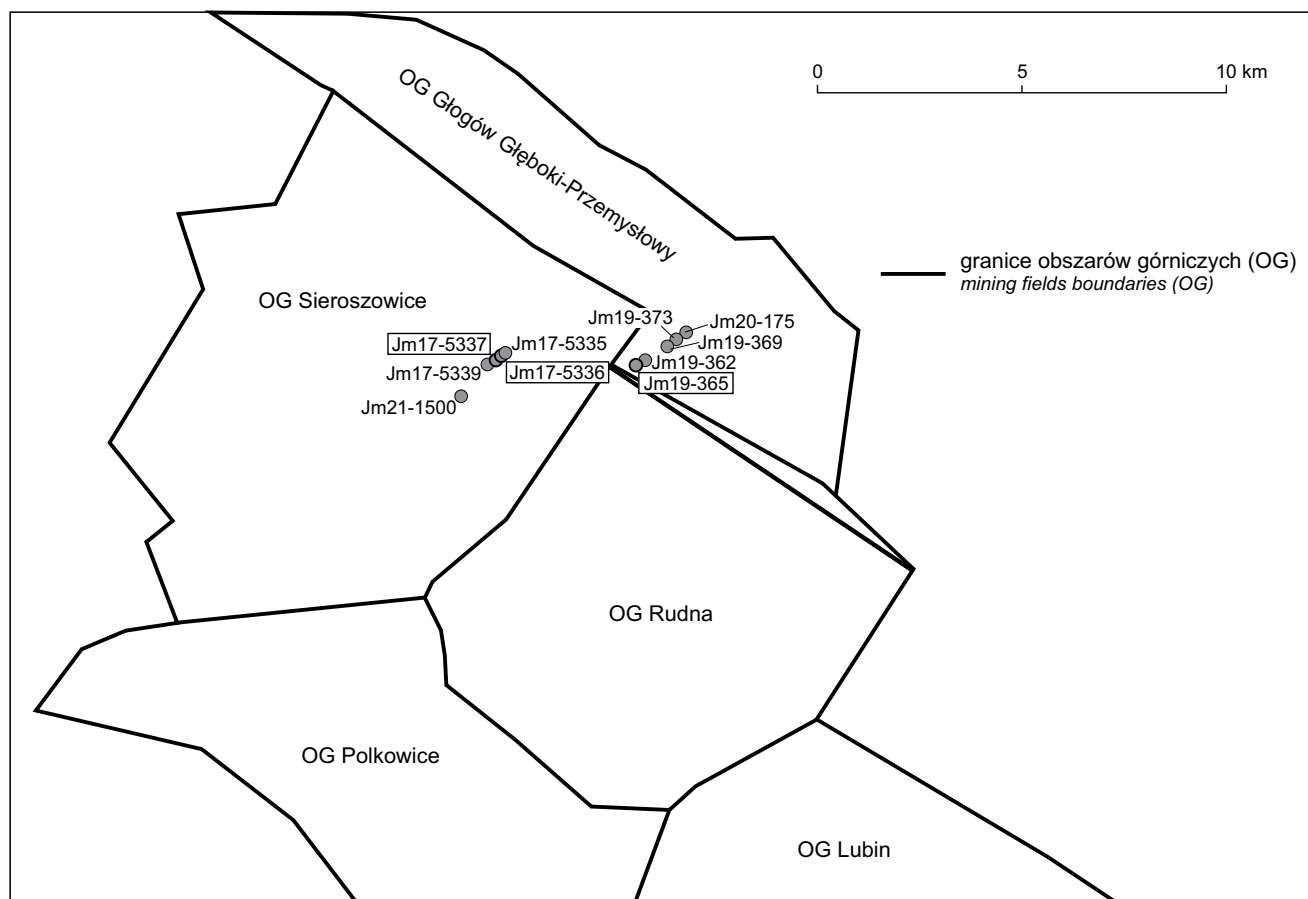 0 5 10 km
OG Głogów Głęboki-Przemysłowy
granice obszarów górniczych (OG)
mining fields boundaries (OG)
OG Sieroszowice
Jm19-373
Jm20-175
Jm17-5337
Jm17-5335
Jm19-369
Jm19-362
Jm17-5339
Jm17-5336
Jm19-365
Jm21-1500
OG Rudna
OG Polkowice
OG Lubin